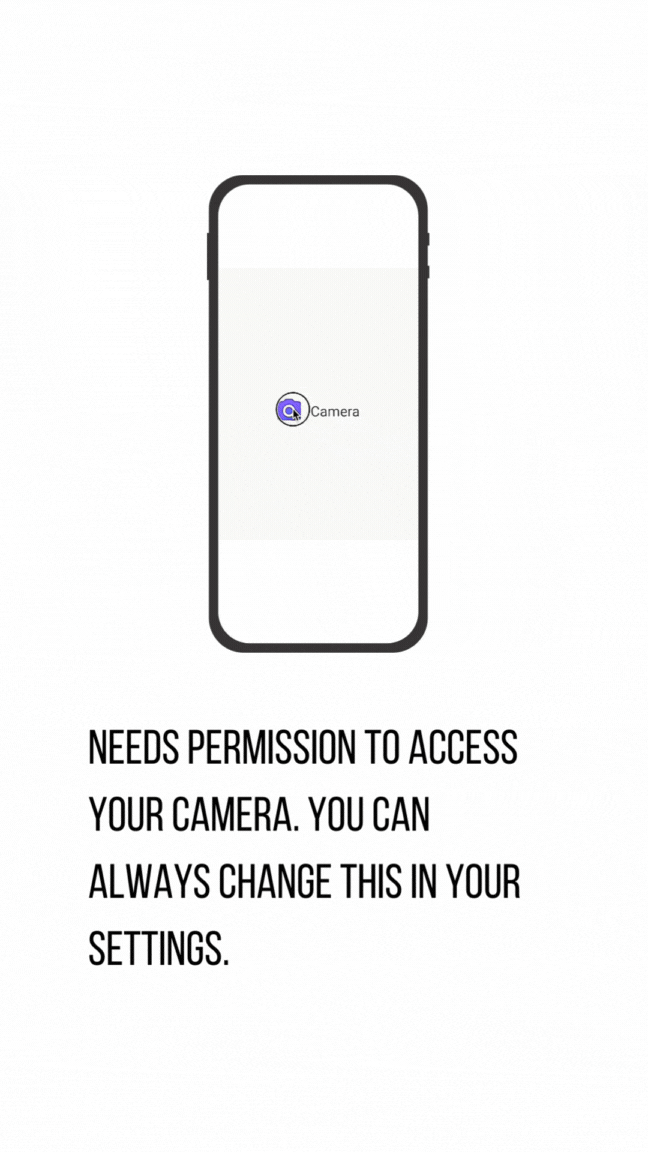 Camera
NEEDS PERMISSION TO ACCESS
YOUR CAMERA. YOU CAN
ALWAYS CHANGE THIS IN YOUR
SETTINGS.